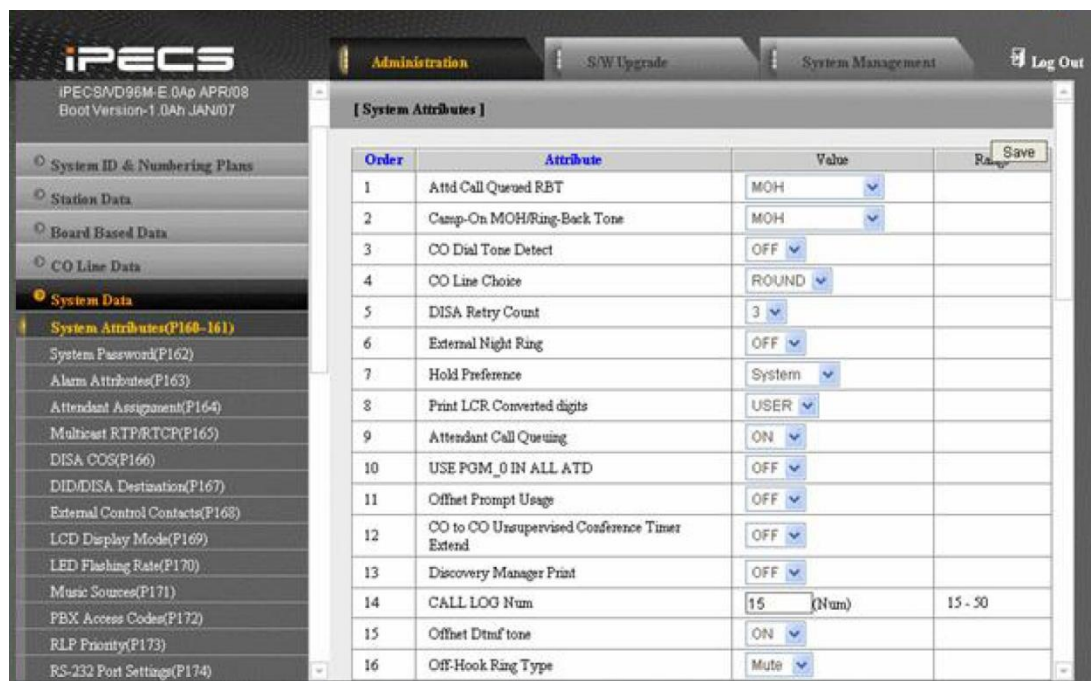 iPECS
Administration
S/W Upgrade
System Management
Log Out
iPECS/VD96M-E.0Ap APR/08
Boot Version-1.0Ah JAN/07
[ System Attributes ]
System ID & Numbering Plans
Station Data
Board Based Data
CO Line Data
System Data
System Attributes(P160-161)
System Password(P162)
Alarm Attributes(P163)
Attendant Assignment(P164)
Multicast RTP/RTCP(P165)
DISA COS(P166)
DID/DISA Destination(P167)
External Control Contacts(P168)
LCD Display Mode(P169)
LED Flashing Rate(P170)
Music Sources(P171)
PBX Access Codes(P172)
RLP Priority(P173)
RS-232 Port Settings(P174)
Save
Order Attribute Value
1 Attd Call Queued RBT MOH
2 Camp-On MOH/Ring-Back Tone MOH
3 CO Dial Tone Detect OFF
4 CO Line Choice ROUND
5 DISA Retry Count 3
6 External Night Ring OFF
7 Hold Preference System
8 Print LCR Converted digits USER
9 Attendant Call Queuing ON
10 USE PGM_0 IN ALL ATD OFF
11 Offnet Prompt Usage OFF
12 CO to CO Unsupervised Conference Timer
Extend OFF
13 Discovery Manager Print OFF
14 CALL LOG Num 15 (Num) 15 - 50
15 Offnet Dtmf tone ON
16 Off-Hook Ring Type Mute